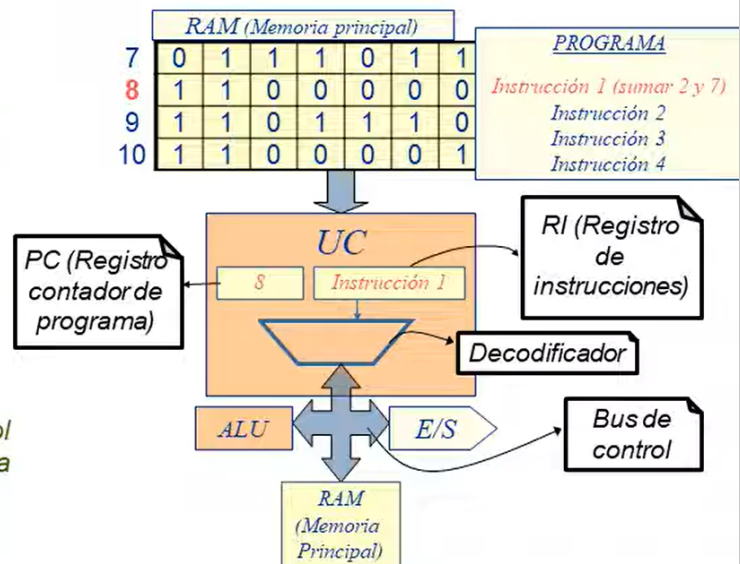 RAM (Memoria principal)
7 0 1 1 1 0 1 1
8 1 1 0 0 0 0 0
9 1 1 0 1 1 1 0
10 1 1 0 0 0 0 1
PROGRAMA
Instrucción 1 (sumar 2 y 7)
Instrucción 2
Instrucción 3
Instrucción 4
UC
8
Instrucción 1
PC (Registro
contador de
programa)
RI (Registro
de
instrucciones)
Decodificador
ALU
E/S
Bus de
control
RAM
(Memoria
Principal)